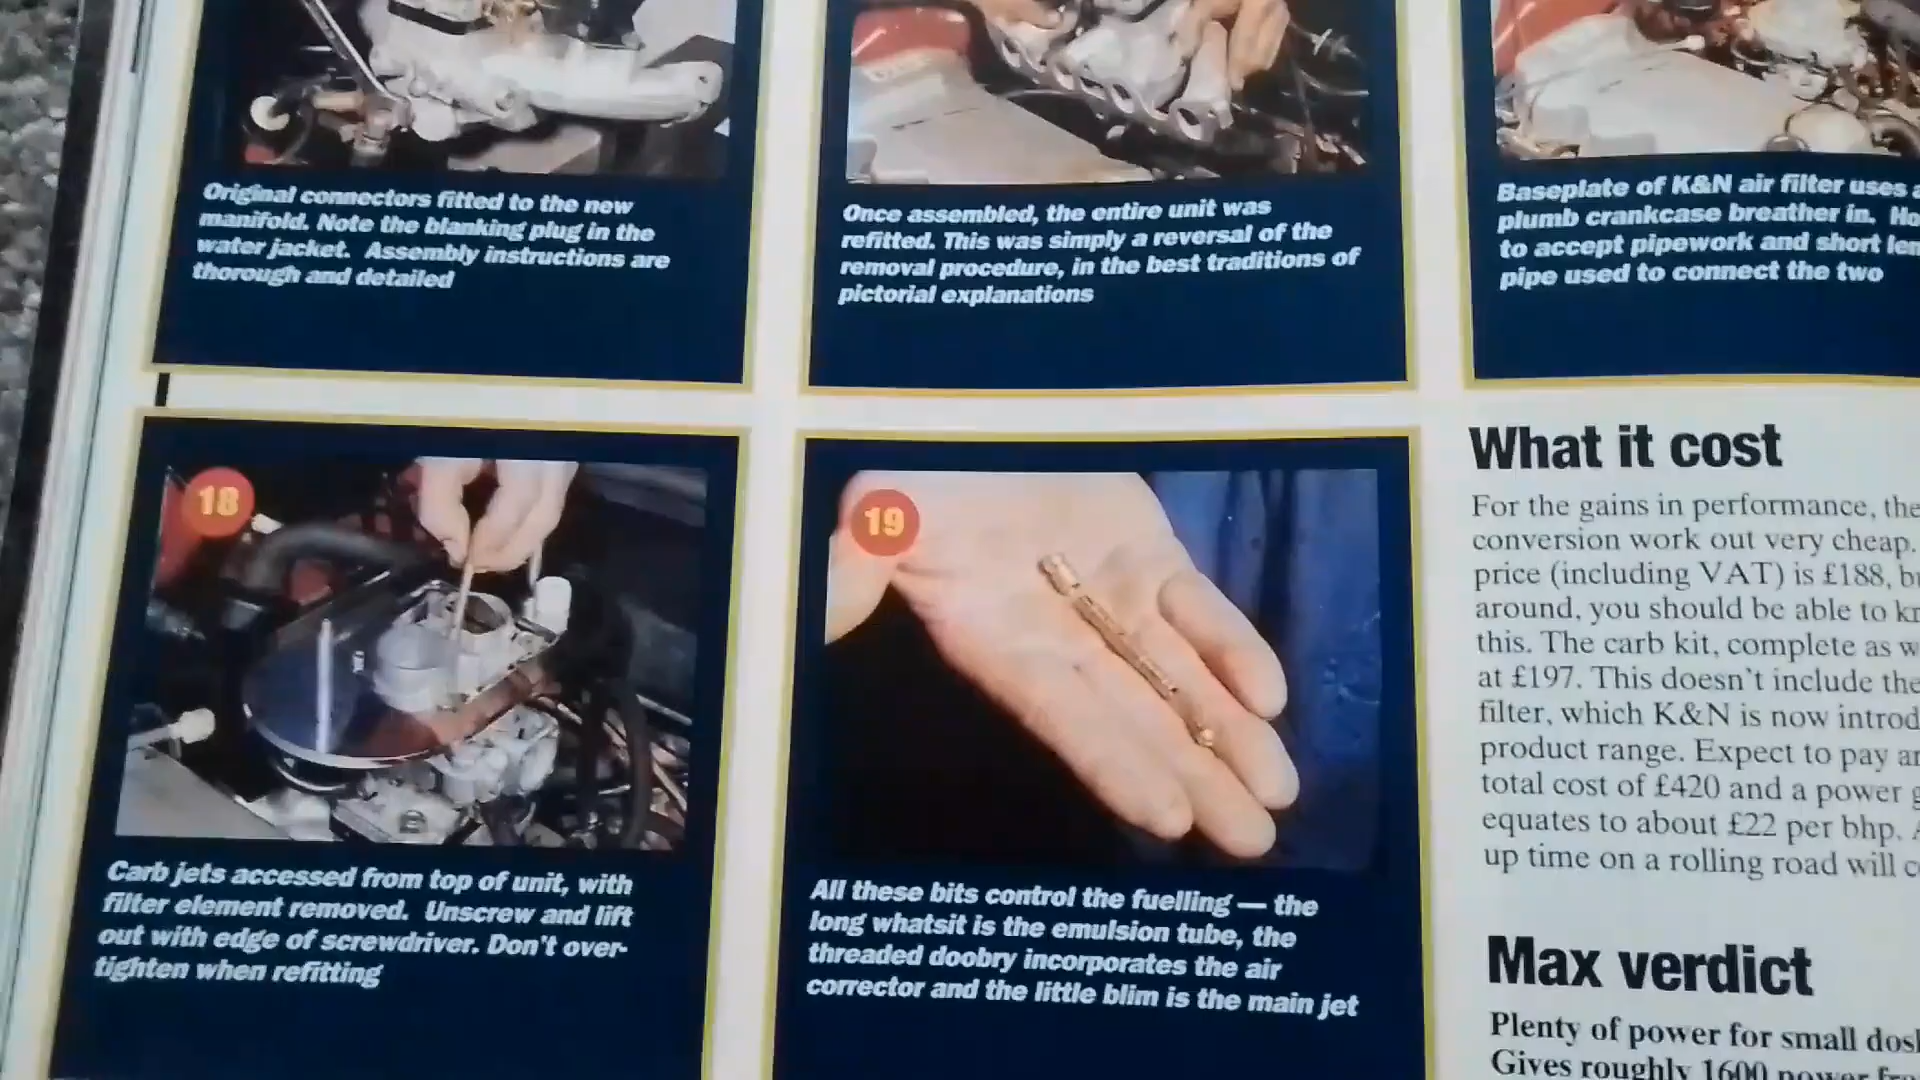 Original connectors fitted to the new
manifold. Note the blanking plug in the
water jacket. Assembly instructions are
thorough and detailed
Once assembled, the entire unit was
refitted. This was simply a reversal of the
removal procedure, in the best traditions of
pictorial explanations
Baseplate of K&N air filter uses
plumb crankcase breather in.
to accept pipework and short
pipe used to connect the two
18
Carb jets accessed from top of unit, with
filter element removed. Unscrew and lift
out with edge of screwdriver. Don't over-
tighten when refitting
19
All these bits control the fuelling — the
long whatsit is the emulsion tube, the
threaded doobry incorporates the air
corrector and the little blim is the main jet
What it cost
For the gains in performance, the
conversion work out very cheap.
price (including VAT) is £188,
around, you should be able to
this. The carb kit, complete as
at £197. This doesn't include the
filter, which K&N is now
product range. Expect to pay
total cost of £420 and a power
equates to about £22 per bhp.
up time on a rolling road will
Max verdict
Plenty of power for small
Gives roughly 1600 power